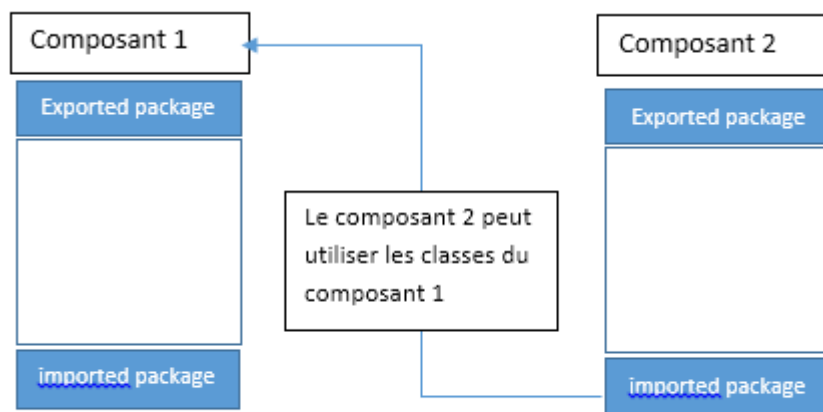 Composant 1
Exported package
imported package
Le composant 2 peut
utiliser les classes du
composant 1
Composant 2
Exported package
imported package